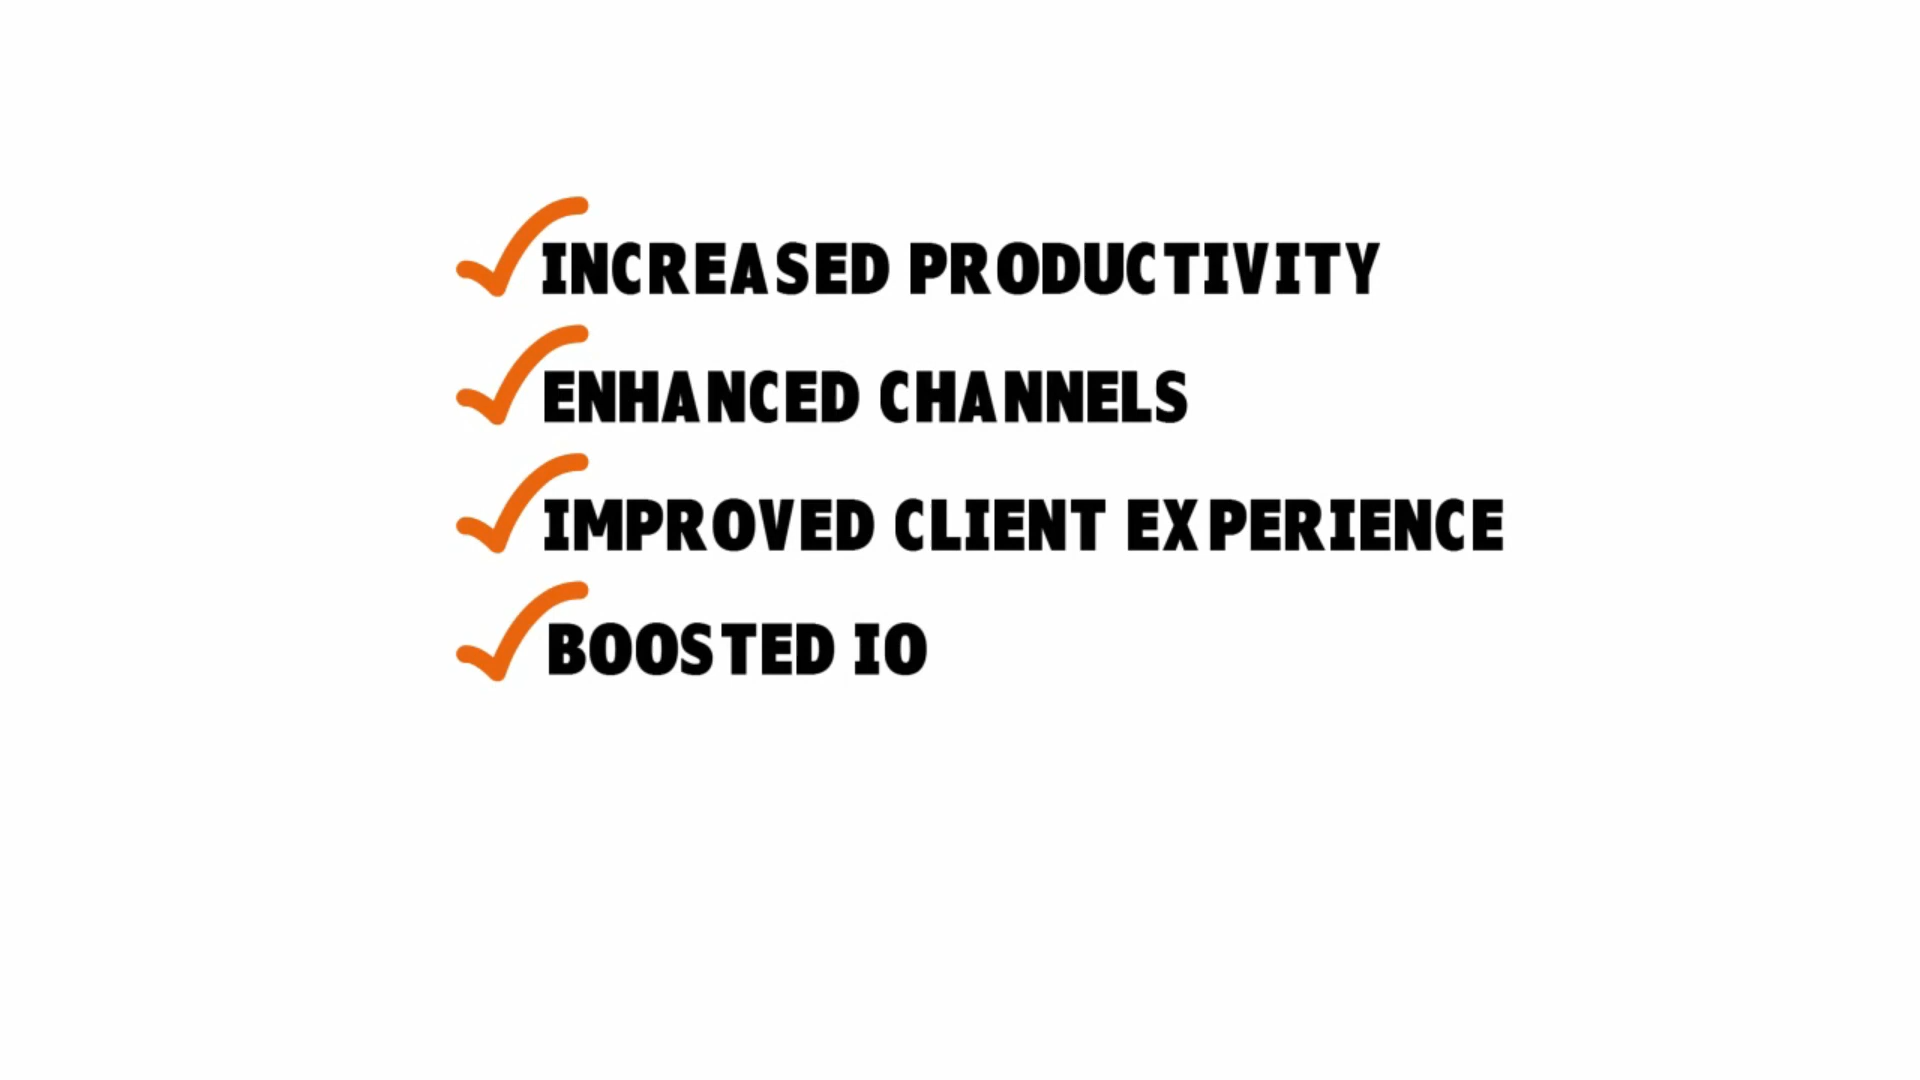 INCREASED PRODUCTIVITY
ENHANCED CHANNELS
IMPROVED CLIENT EXPERIENCE
BOOSTED IO